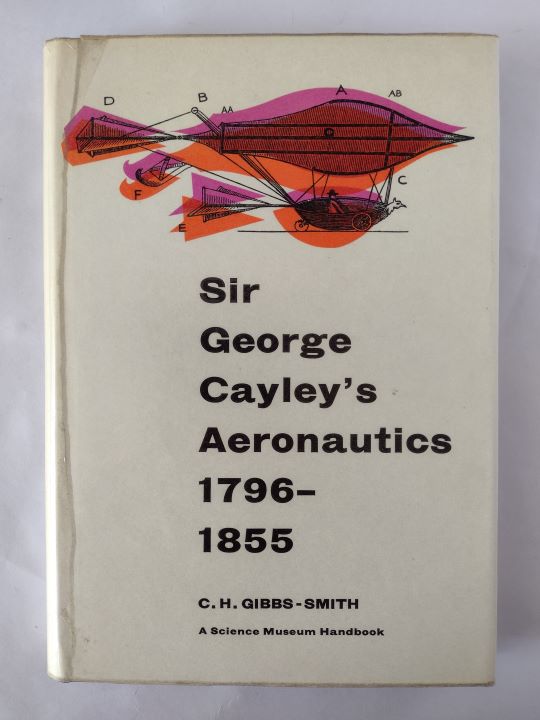 D
B
AA
A
AB
G
C
F
E
Sir
George
Cayley's
Aeronautics
1796–
1855
C. H. GIBBS-SMITH
A Science Museum Handbook